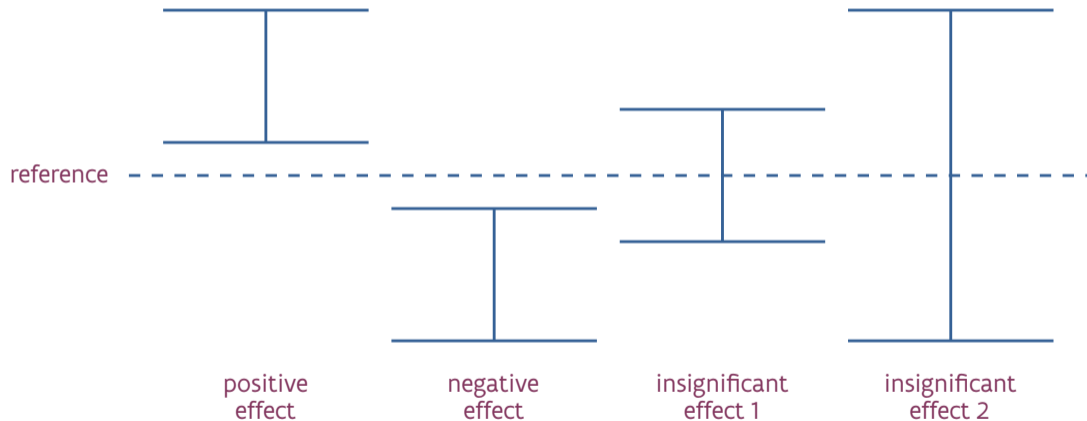 reference
positive
effect
negative
effect
insignificant
effect 1
insignificant
effect 2